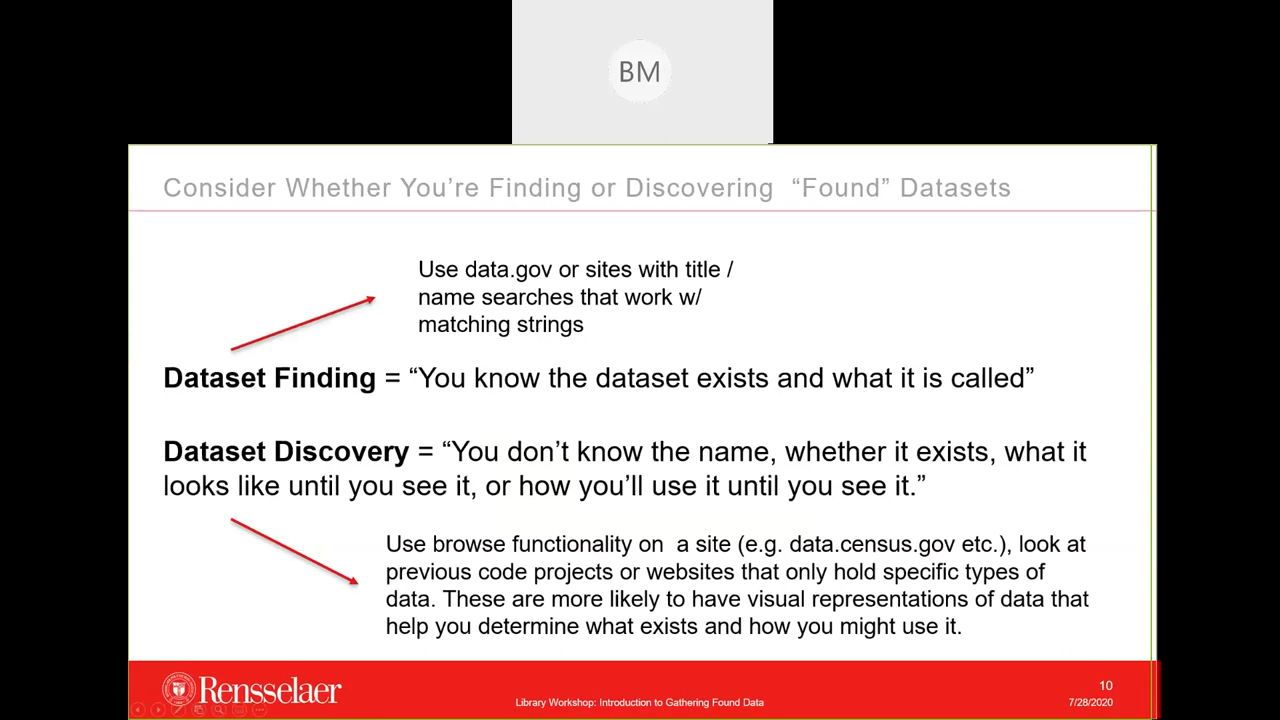 BM
Consider Whether You’re Finding or Discovering “Found” Datasets
Use data.gov or sites with title /
name searches that work w/
matching strings
Dataset Finding = “You know the dataset exists and what it is called”
Dataset Discovery = “You don’t know the name, whether it exists, what it
looks like until you see it, or how you’ll use it until you see it.”
Use browse functionality on a site (e.g. data.census.gov etc.), look at
previous code projects or websites that only hold specific types of
data. These are more likely to have visual representations of data that
help you determine what exists and how you might use it.
Rensselaer
Library Workshop: Introduction to Gathering Found Data
10
7/28/2020